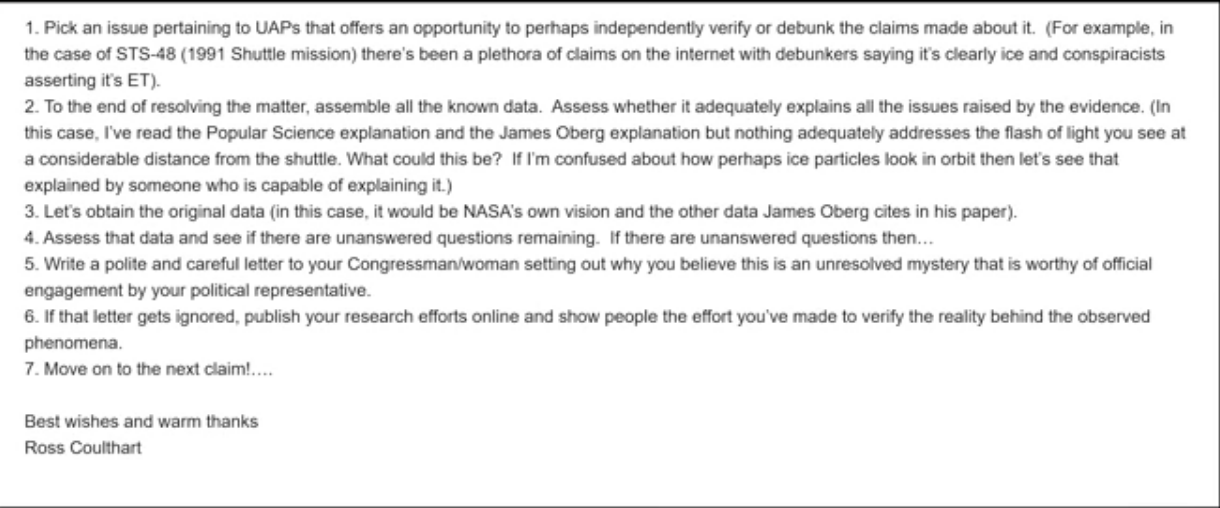 1. Pick an issue pertaining to UAPs that offers an opportunity to perhaps independently verify or debunk the claims made about it.  (For example, in
the case of STS-48 (1991 Shuttle mission) there's been a plethora of claims on the internet with debunkers saying it's clearly ice and conspiracists
asserting it's ET).
2. To the end of resolving the matter, assemble all the known data.  Assess whether it adequately explains all the issues raised by the evidence. (In
this case, I've read the Popular Science explanation and the James Oberg explanation but nothing adequately addresses the flash of light you see at
a considerable distance from the shuttle. What could this be?  If I'm confused about how perhaps ice particles look in orbit then let's see that
explained by someone who is capable of explaining it.)
3. Let's obtain the original data (in this case, it would be NASA's own vision and the other data James Oberg cites in his paper).
4. Assess that data and see if there are unanswered questions remaining.  If there are unanswered questions then…
5. Write a polite and careful letter to your Congressman/woman setting out why you believe this is an unresolved mystery that is worthy of official
engagement by your political representative.
6. If that letter gets ignored, publish your research efforts online and show people the effort you've made to verify the reality behind the observed
phenomena.
7. Move on to the next claim!….
Best wishes and warm thanks
Ross Coulthart